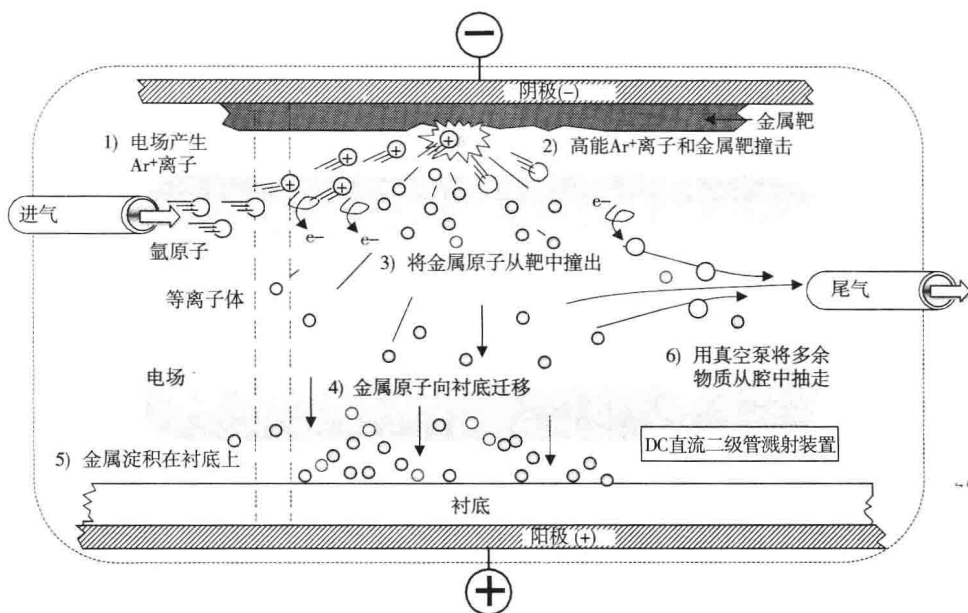 阴极(-)
金属靶
1) 电场产生
Ar⁺离子
2) 高能Ar⁺离子和金属靶撞击
进气
氩原子
e−
e−
e−
3) 将金属原子从靶中撞出
等离子体
尾气
6) 用真空泵将多余
物质从腔中抽走
电场
4) 金属原子向衬底迁移
DC直流二级管溅射装置
5) 金属淀积在衬底上
衬底
阳极(+)